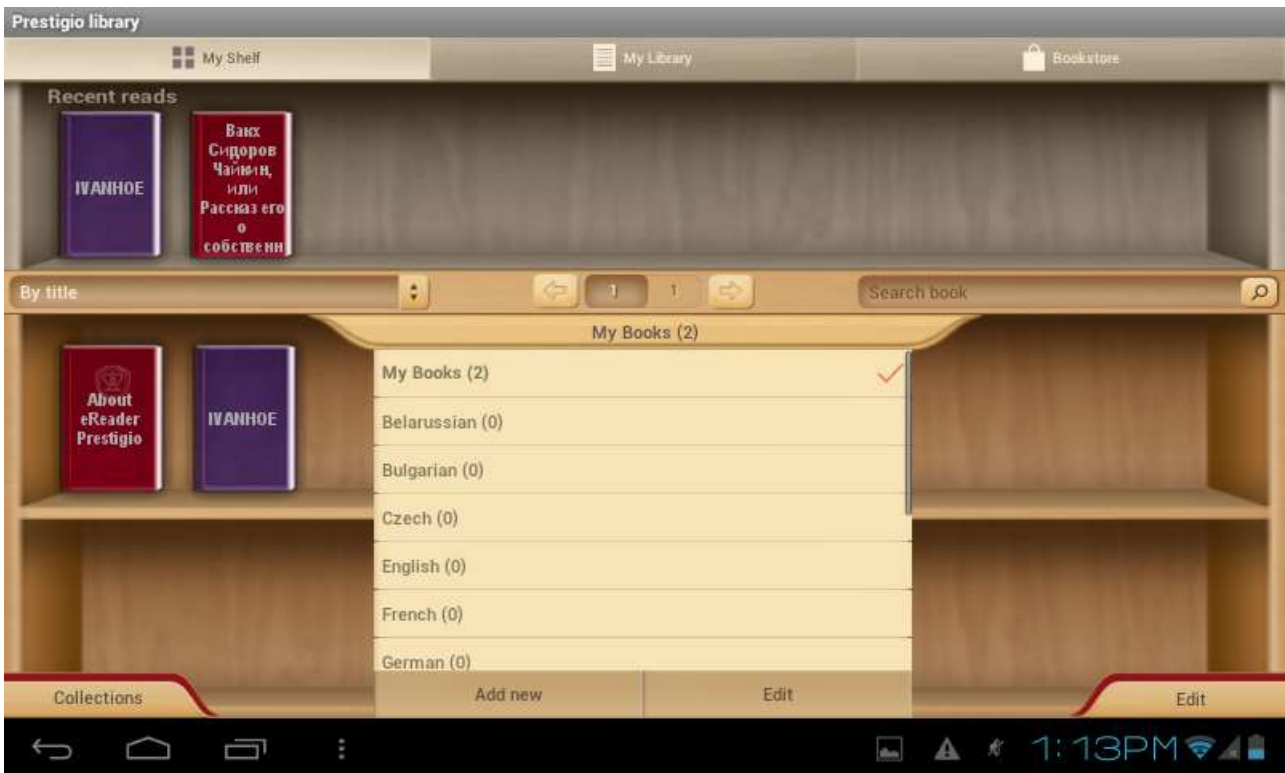 Prestigio library
My Shelf
My Library
Bookstore
Recent reads
IVANHOE
Вакх
Сидоров
Чайкин,
или
Рассказ его
о
собственн
By title
1
1
Search book
My Books (2)
About
eReader
Prestigio
IVANHOE
My Books (2)
Belarussian (0)
Bulgarian (0)
Czech (0)
English (0)
French (0)
German (0)
Add new
Edit
Collections
Edit
1:13PM